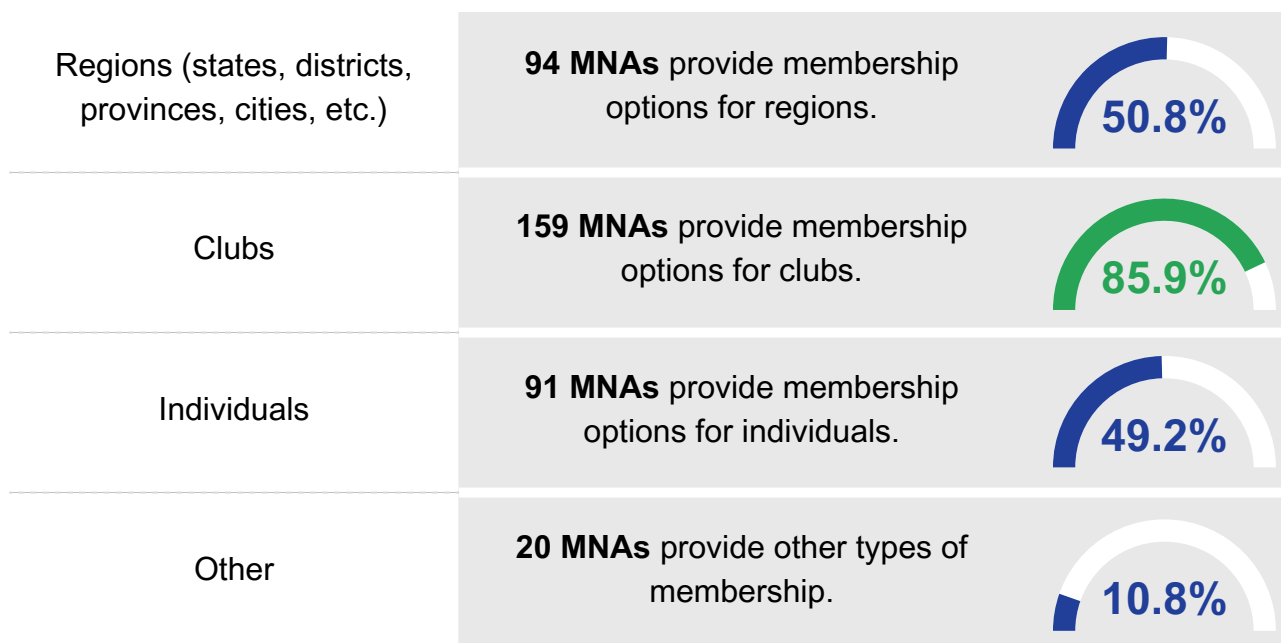 Regions (states, districts,
provinces, cities, etc.)
94 MNAs provide membership
options for regions.
50.8%
Clubs
159 MNAs provide membership
options for clubs.
85.9%
Individuals
91 MNAs provide membership
options for individuals.
49.2%
Other
20 MNAs provide other types of
membership.
10.8%